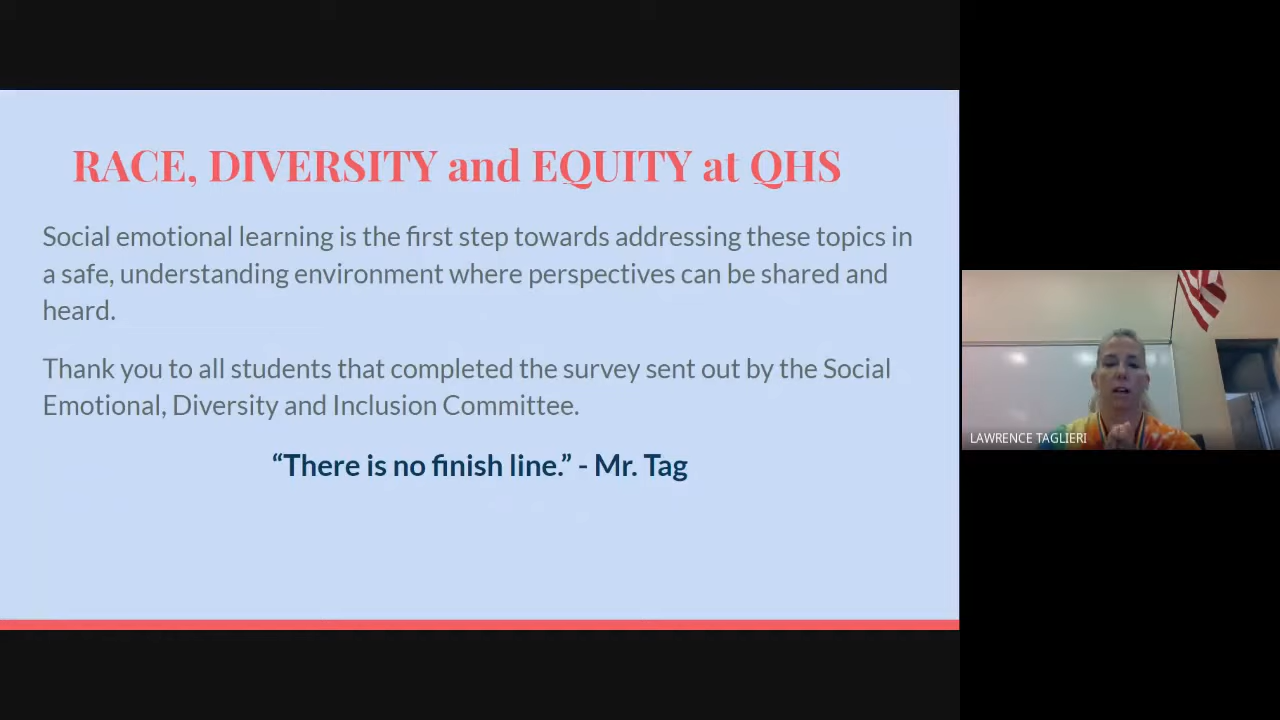 RACE, DIVERSITY and EQUITY at QHS
Social emotional learning is the first step towards addressing these topics in
a safe, understanding environment where perspectives can be shared and
heard.
Thank you to all students that completed the survey sent out by the Social
Emotional, Diversity and Inclusion Committee.
“There is no finish line.” - Mr. Tag
LAWRENCE TAGLIERI